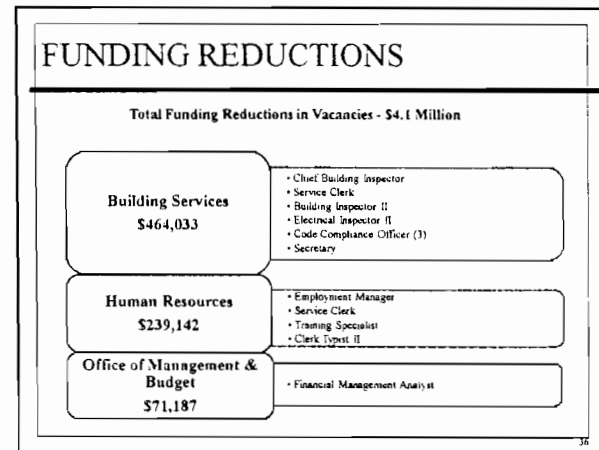 FUNDING REDUCTIONS
Total Funding Reductions in Vacancies - $4.1 Million
Building Services
$464,033
• Chief Building Inspector
• Service Clerk
• Building Inspector II
• Electrical Inspector II
• Code Compliance Officer (3)
• Secretary
Human Resources
$239,142
• Employment Manager
• Service Clerk
• Training Specialist
• Clerk Typist II
Office of Management &
Budget
$71,187
• Financial Management Analyst
36